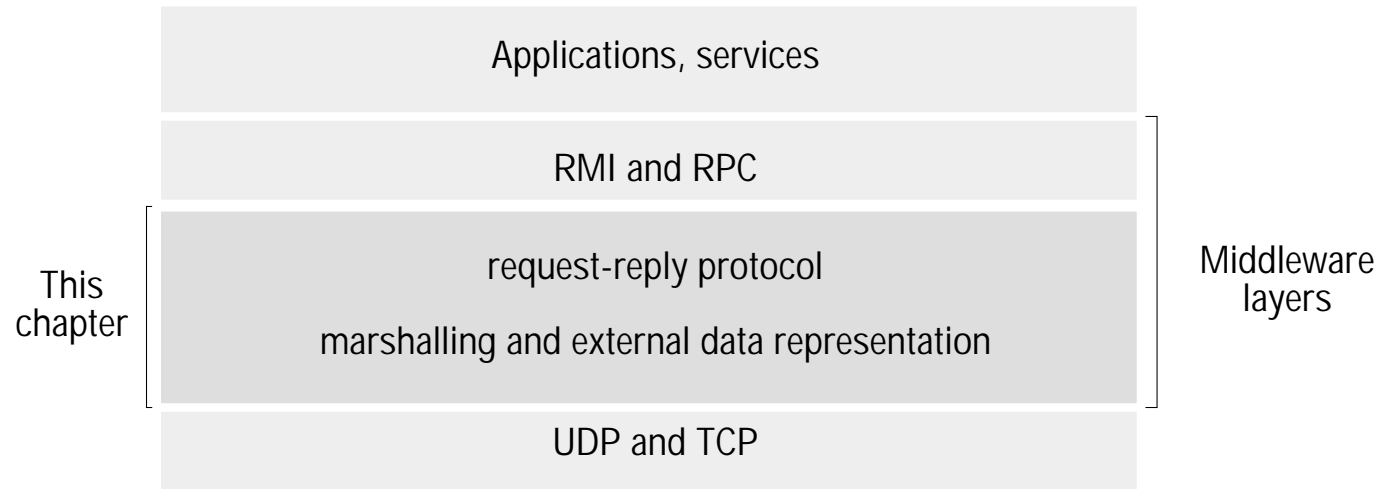 Applications, services
RMI and RPC
This
chapter
request-reply protocol
marshalling and external data representation
Middleware
layers
UDP and TCP